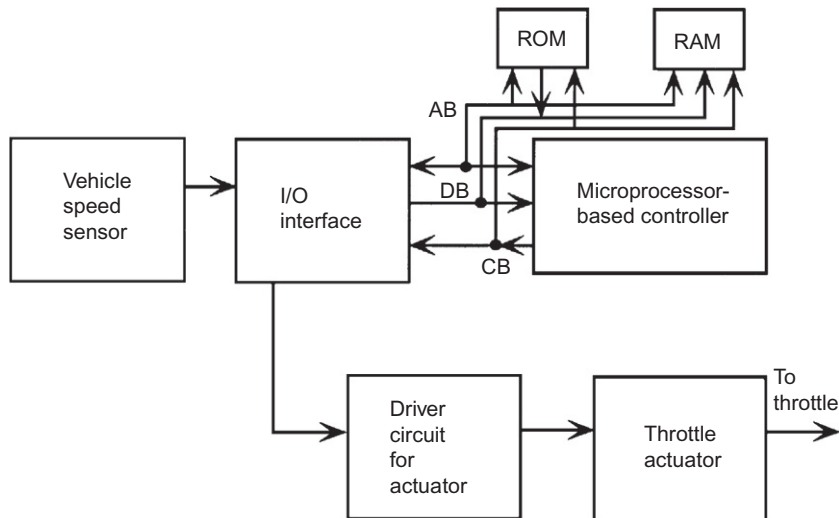 ROM
RAM
AB
Vehicle
speed
sensor
I/O
interface
DB
Microprocessor-
based controller
CB
To
throttle
Driver
circuit
for
actuator
Throttle
actuator